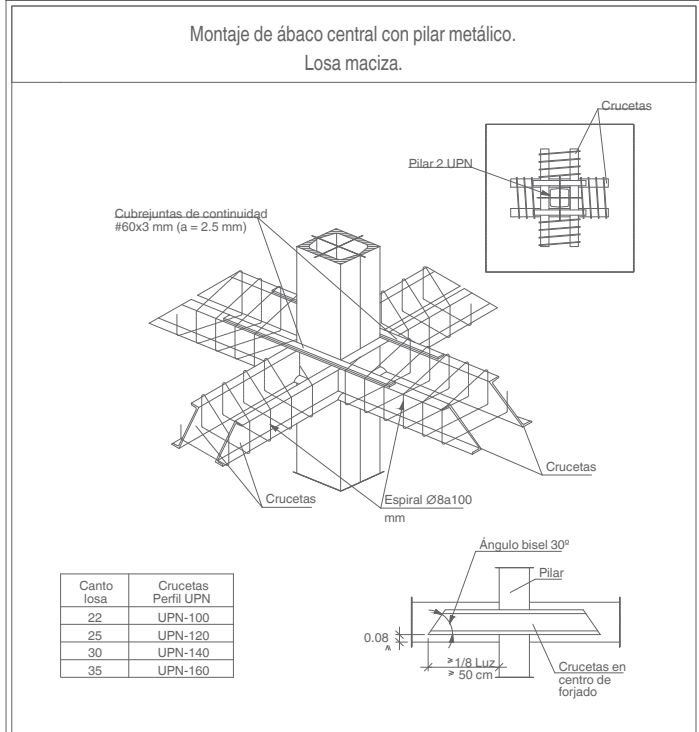 Montaje de ábaco central con pilar metálico.
Losa maciza.
Crucetas
Pilar 2 UPN
Cubrejuntas de continuidad
#60x3 mm (a = 2.5 mm)
Crucetas
Crucetas
Espiral Ø8a100
mm
Canto
losa
Crucetas
Perfil UPN
22 UPN-100
25 UPN-120
30 UPN-140
35 UPN-160
Ángulo bisel 30º
Pilar
0.08
≥
≥1/8 Luz
≥ 50 cm
Crucetas en
centro de
forjado